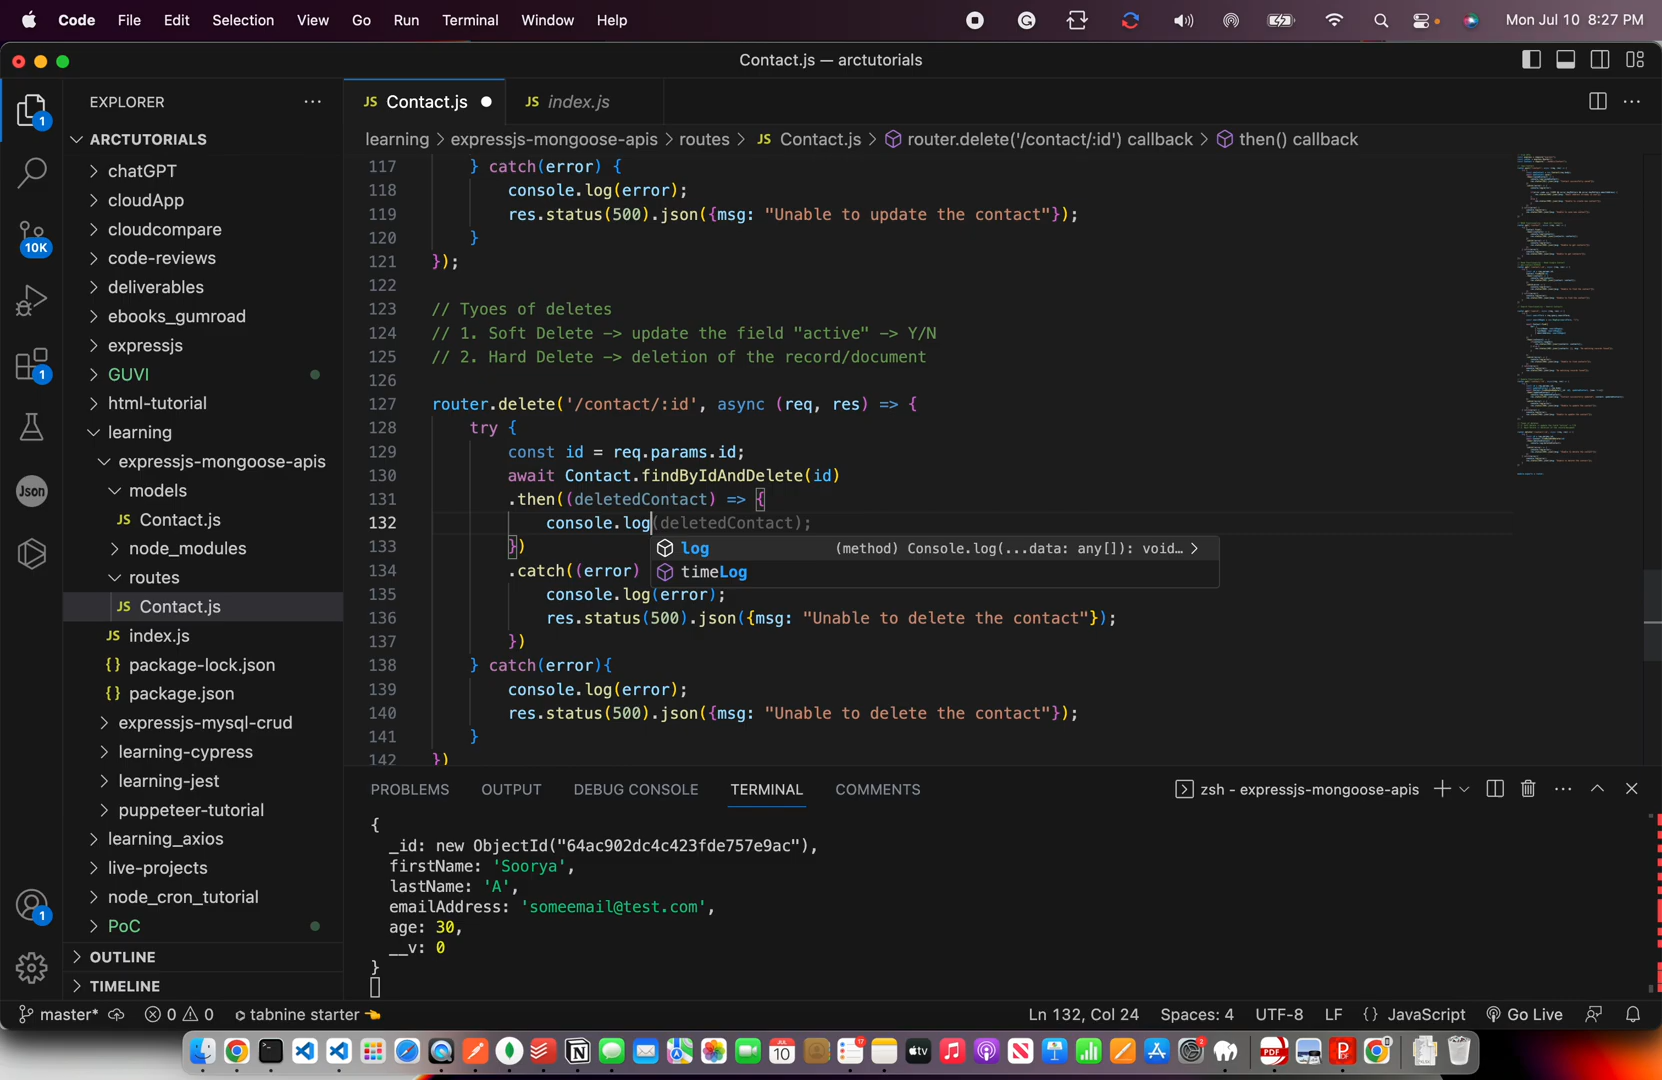 Code File Edit Selection View Go Run Terminal Window Help
Mon Jul 10 8:27 PM
Contact.js — arctutorials
EXPLORER
ARCTUTORIALS
chatGPT
cloudApp
cloudcompare
code-reviews
deliverables
ebooks_gumroad
expressjs
GUVI
html-tutorial
learning
expressjs-mongoose-apis
models
JS Contact.js
node_modules
routes
JS Contact.js
JS index.js
{} package-lock.json
{} package.json
expressjs-mysql-crud
learning-cypress
learning-jest
puppeteer-tutorial
learning_axios
live-projects
node_cron_tutorial
PoC
OUTLINE
TIMELINE
1
10K
1
Json
1
JS Contact.js
JS index.js
learning > expressjs-mongoose-apis > routes > JS Contact.js > router.delete('/contact/:id') callback > then() callback
117 } catch(error) {
118 console.log(error);
119 res.status(500).json({msg: "Unable to update the contact"});
120 }
121 });
122
123 // Tyoes of deletes
124 // 1. Soft Delete -> update the field "active" -> Y/N
125 // 2. Hard Delete -> deletion of the record/document
126
127 router.delete('/contact/:id', async (req, res) => {
128 try {
129 const id = req.params.id;
130 await Contact.findByIdAndDelete(id)
131 .then((deletedContact) => {
132 console.log(deletedContact);
133 })
log (method) Console.log(...data: any[]): void…
134 .catch((error)
timeLog
135 console.log(error);
136 res.status(500).json({msg: "Unable to delete the contact"});
137 })
138 } catch(error){
139 console.log(error);
140 res.status(500).json({msg: "Unable to delete the contact"});
141 }
142 })
PROBLEMS OUTPUT DEBUG CONSOLE TERMINAL COMMENTS
zsh - expressjs-mongoose-apis
{
_id: new ObjectId("64ac902dc4c423fde757e9ac"),
firstName: 'Soorya',
lastName: 'A',
emailAddress: 'someemail@test.com',
age: 30,
__v: 0
}
master* 0 0 tabnine starter
Ln 132, Col 24 Spaces: 4 UTF-8 LF {} JavaScript Go Live